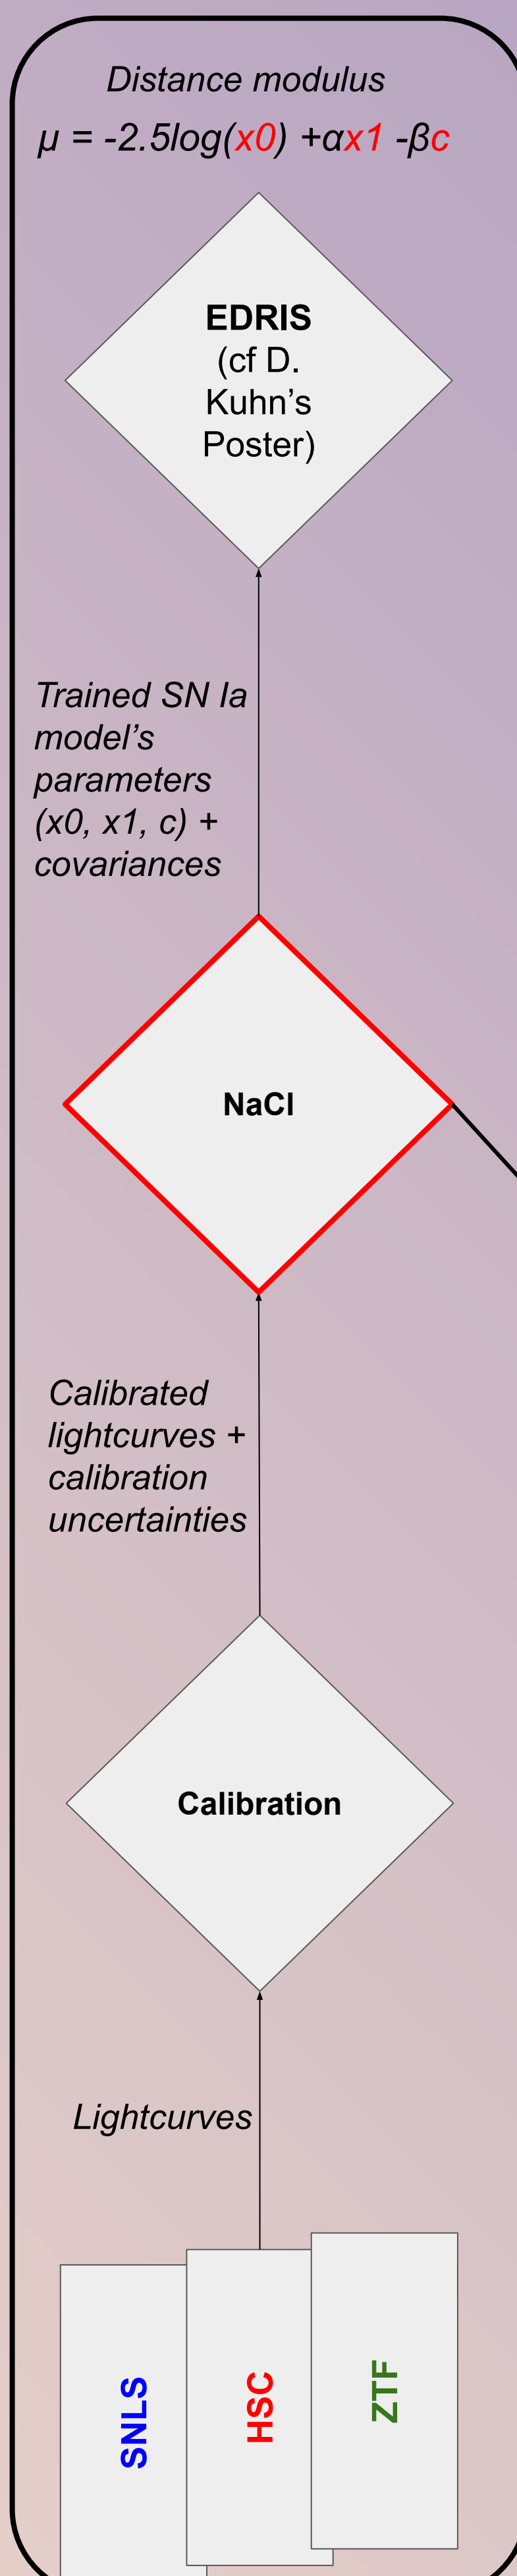 Distance modulus
μ = -2.5log(x0) +αx1 -βc
EDRIS
(cf D.
Kuhn's
Poster)
Trained SN Ia
model's
parameters
(x0, x1, c) +
covariances
NaCl
Calibrated
lightcurves +
calibration
uncertainties
Calibration
Lightcurves
SNLS
HSC
ZTF